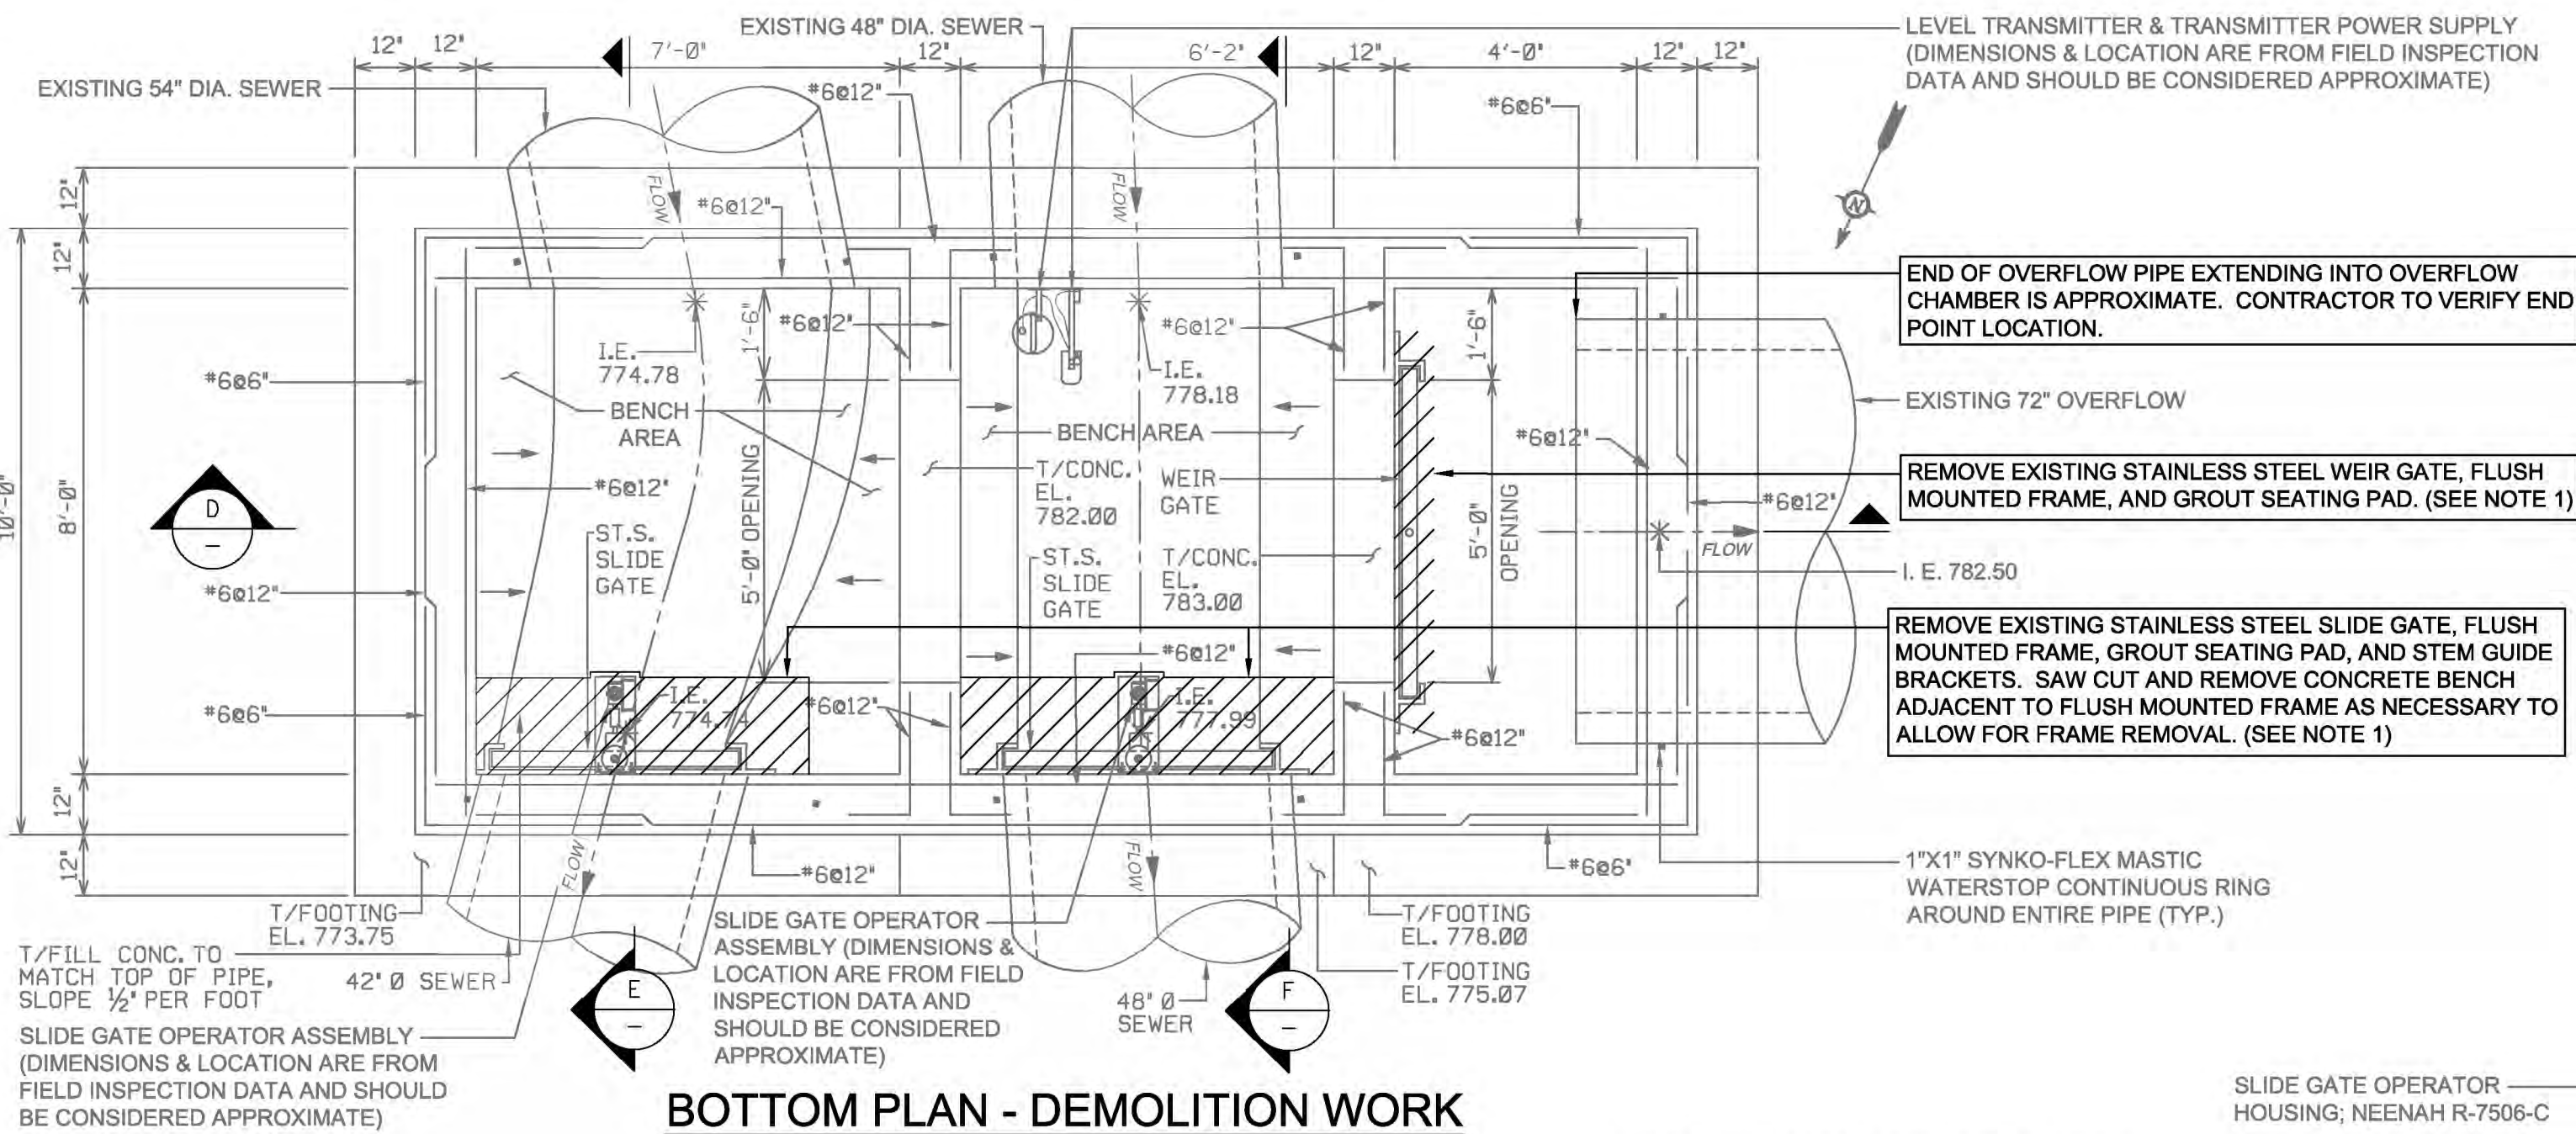 EXISTING 48" DIA. SEWER
LEVEL TRANSMITTER & TRANSMITTER POWER SUPPLY
(DIMENSIONS & LOCATION ARE FROM FIELD INSPECTION
DATA AND SHOULD BE CONSIDERED APPROXIMATE)
12"
12"
7'-0"
12"
6'-2"
12"
4'-0"
12"
12"
EXISTING 54" DIA. SEWER
#6@12"
#6@6"
FLOW
FLOW
#6@12"
N
12"
12"
8'-0"
10'-0"
12"
12"
END OF OVERFLOW PIPE EXTENDING INTO OVERFLOW
CHAMBER IS APPROXIMATE. CONTRACTOR TO VERIFY END
POINT LOCATION.
1'-6"
#6@12"
#6@12"
1'-6"
I.E.
774.78
I.E.
778.18
#6@6"
EXISTING 72" OVERFLOW
BENCH
AREA
BENCH AREA
#6@12"
T/CONC.
EL.
782.00
WEIR
GATE
REMOVE EXISTING STAINLESS STEEL WEIR GATE, FLUSH
MOUNTED FRAME, AND GROUT SEATING PAD. (SEE NOTE 1)
#6@12"
#6@12"
D
-
5'-0" OPENING
5'-0"
OPENING
ST.S.
SLIDE
GATE
ST.S.
SLIDE
GATE
T/CONC.
EL.
783.00
FLOW
I. E. 782.50
#6@12"
REMOVE EXISTING STAINLESS STEEL SLIDE GATE, FLUSH
MOUNTED FRAME, GROUT SEATING PAD, AND STEM GUIDE
BRACKETS. SAW CUT AND REMOVE CONCRETE BENCH
ADJACENT TO FLUSH MOUNTED FRAME AS NECESSARY TO
ALLOW FOR FRAME REMOVAL. (SEE NOTE 1)
#6@12"
#6@6"
I.E.
774.74
#6@12"
I.E.
777.99
#6@12"
FLOW
FLOW
#6@12"
#6@6"
1"X1" SYNKO-FLEX MASTIC
WATERSTOP CONTINUOUS RING
AROUND ENTIRE PIPE (TYP.)
T/FOOTING
EL. 773.75
T/FILL CONC. TO
MATCH TOP OF PIPE,
SLOPE ½" PER FOOT
42" Ø SEWER
SLIDE GATE OPERATOR ASSEMBLY
(DIMENSIONS & LOCATION ARE FROM
FIELD INSPECTION DATA AND SHOULD
BE CONSIDERED APPROXIMATE)
E
-
SLIDE GATE OPERATOR
ASSEMBLY (DIMENSIONS &
LOCATION ARE FROM FIELD
INSPECTION DATA AND
SHOULD BE CONSIDERED
APPROXIMATE)
48" Ø
SEWER
F
-
T/FOOTING
EL. 778.00
T/FOOTING
EL. 775.07
BOTTOM PLAN - DEMOLITION WORK
SLIDE GATE OPERATOR
HOUSING; NEENAH R-7506-C